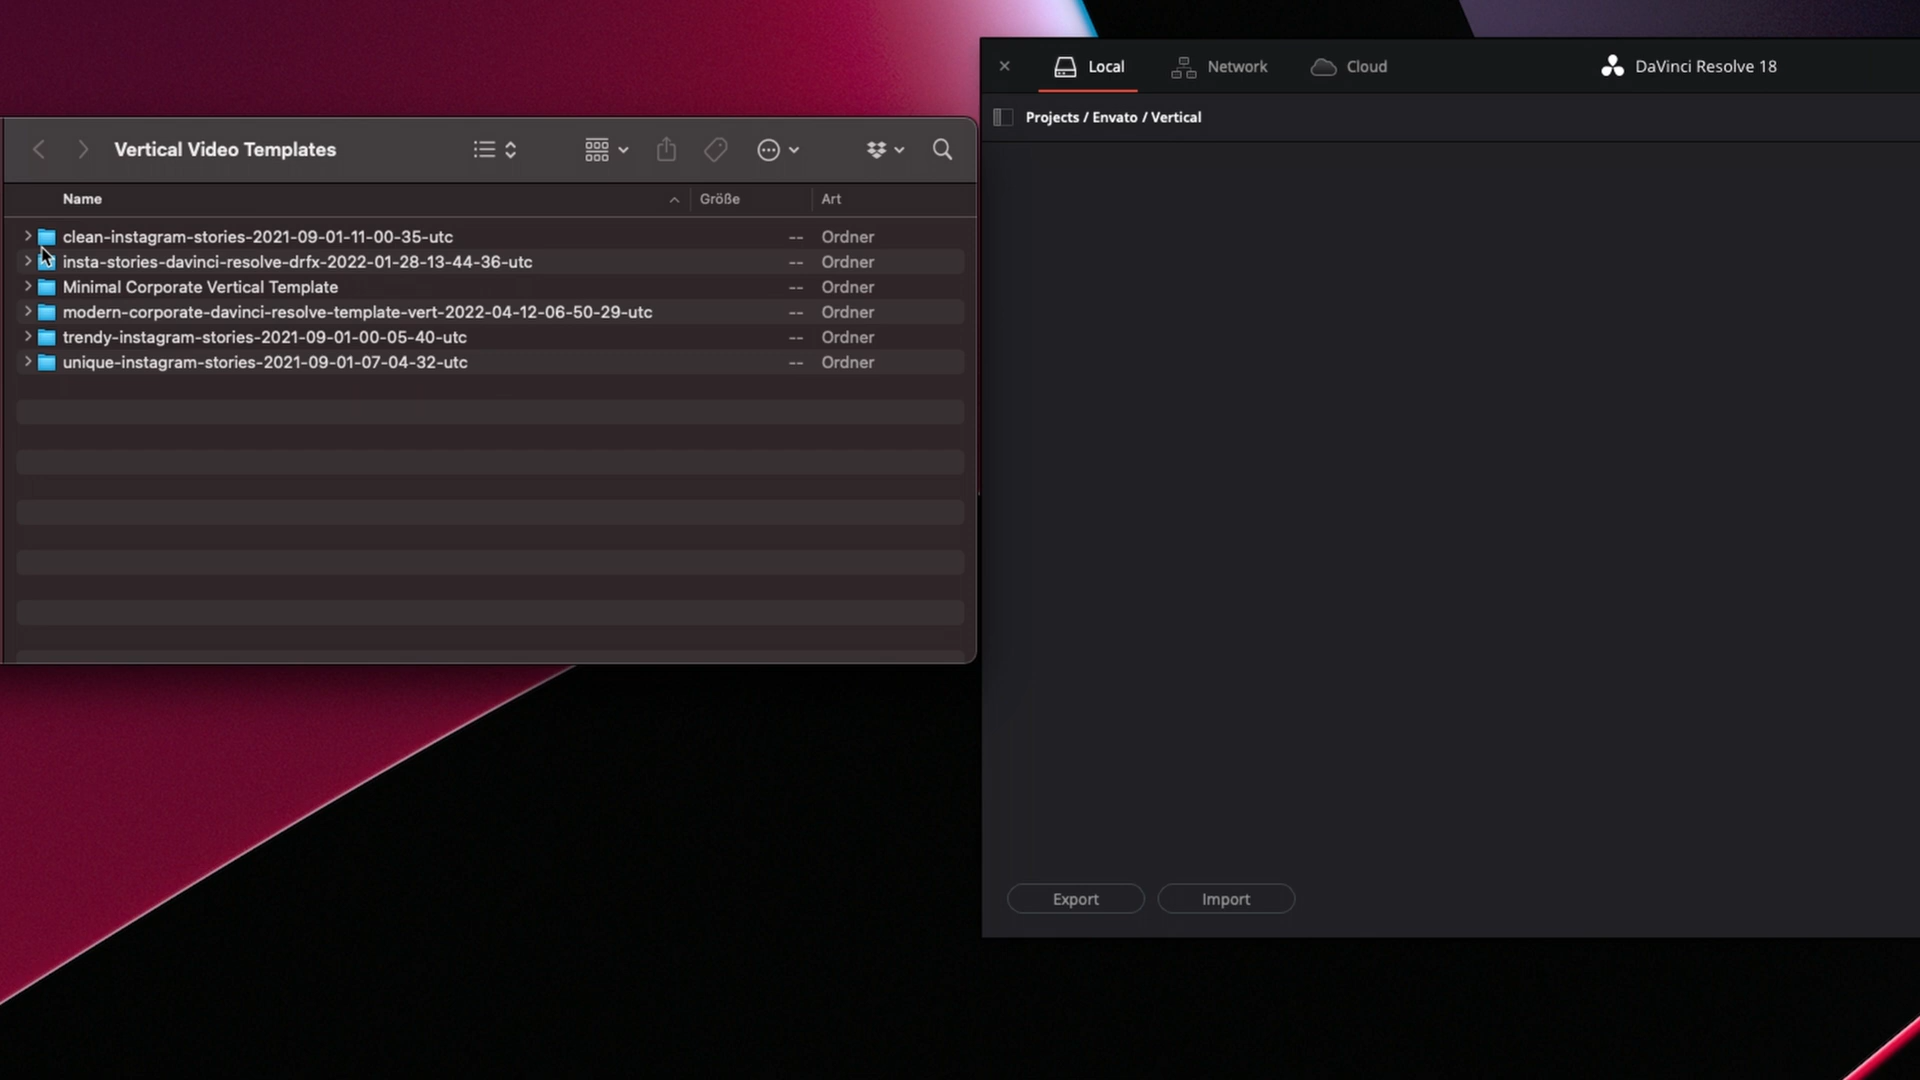 Local
Network
Cloud
DaVinci Resolve 18
Projects / Envato / Vertical
Vertical Video Templates
Name
Größe
Art
clean-instagram-stories-2021-09-01-11-00-35-utc -- Ordner
insta-stories-davinci-resolve-drfx-2022-01-28-13-44-36-utc -- Ordner
Minimal Corporate Vertical Template -- Ordner
modern-corporate-davinci-resolve-template-vert-2022-04-12-06-50-29-utc -- Ordner
trendy-instagram-stories-2021-09-01-00-05-40-utc -- Ordner
unique-instagram-stories-2021-09-01-07-04-32-utc -- Ordner
Export
Import